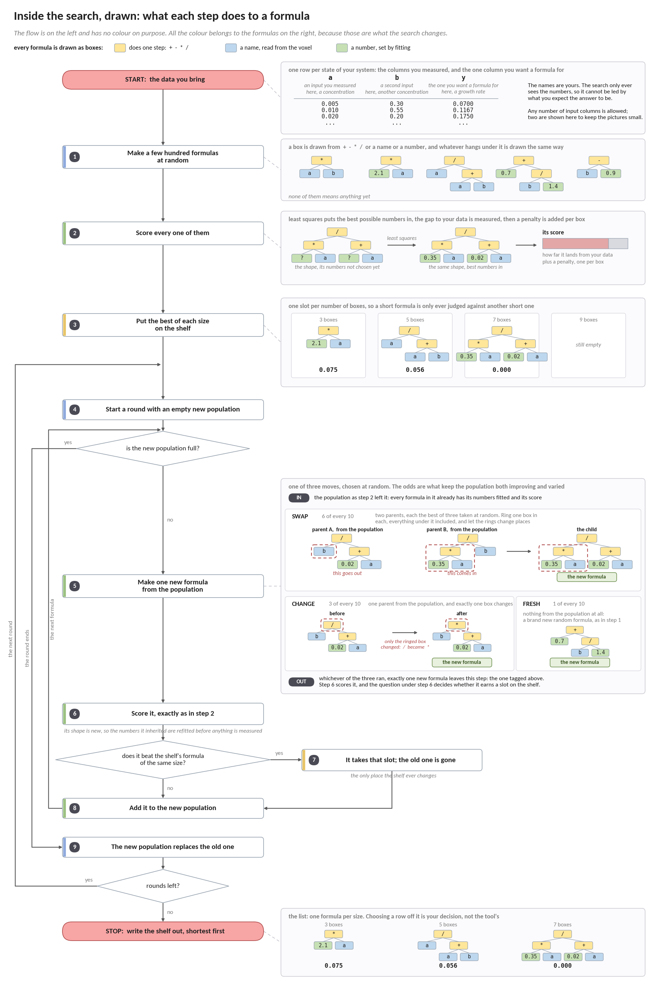 Inside the search, drawn: what each step does to a formula
The flow is on the left and has no colour on purpose. All the colour belongs to the formulas on the right, because those are what the search changes.
every formula is drawn as boxes:
does one step: + - * /
a name, read from the voxel
a number, set by fitting
START: the data you bring
one row per state of your system: the columns you measured, and the one column you want a formula for
a b y
an input you measured
here, a concentration
a second input
here, another concentration
the one you want a formula for
here, a growth rate
0.005 0.30 0.0700
0.010 0.55 0.1167
0.020 0.20 0.1750
... ... ...
The names are yours. The search only ever
sees the numbers, so it cannot be led by
what you expect the answer to be.
Any number of input columns is allowed;
two are shown here to keep the pictures small.
1
Make a few hundred formulas
at random
a box is drawn from + - * / or a name or a number, and whatever hangs under it is drawn the same way
* * / + -
a b 2.1 a a + 0.7 / b 0.9
a b b 1.4
none of them means anything yet
2
Score every one of them
least squares puts the best possible numbers in, the gap to your data is measured, then a penalty is added per box
/
* +
? a ? a
the shape, its numbers not chosen yet
least squares
/
* +
0.35 a 0.02 a
the same shape, best numbers in
its score
how far it lands from your data
plus a penalty, one per box
3
Put the best of each size
on the shelf
one slot per number of boxes, so a short formula is only ever judged against another short one
3 boxes
*
2.1 a
0.075
5 boxes
/
a +
a b
0.056
7 boxes
/
* +
0.35 a 0.02 a
0.000
9 boxes
still empty
4
Start a round with an empty new population
is the new population full?
yes
no
one of three moves, chosen at random. The odds are what keep the population both improving and varied
IN
the population as step 2 left it: every formula in it already has its numbers fitted and its score
SWAP
6 of every 10
two parents, each the best of three taken at random. Ring one box in
each, everything under it included, and let the rings change places
parent A, from the population
/
b +
0.02 a
this goes out
parent B, from the population
/
* b
0.35 a
this comes in
the child
/
* +
0.35 a 0.02 a
the new formula
5
Make one new formula
from the population
CHANGE
3 of every 10
one parent from the population, and exactly one box changes
before
/
b +
0.02 a
only the ringed box
changed: / became *
after
*
b +
0.02 a
the new formula
FRESH
1 of every 10
nothing from the population at all:
a brand new random formula, as in step 1
+
0.7 /
b 1.4
the new formula
OUT
whichever of the three ran, exactly one new formula leaves this step: the one tagged above.
Step 6 scores it, and the question under step 6 decides whether it earns a slot on the shelf.
the next round
the round ends
the next formula
6
Score it, exactly as in step 2
its shape is new, so the numbers it inherited are refitted before anything is measured
does it beat the shelf's formula
of the same size?
yes
7
It takes that slot; the old one is gone
the only place the shelf ever changes
no
8
Add it to the new population
9
The new population replaces the old one
rounds left?
yes
no
STOP: write the shelf out, shortest first
the list: one formula per size. Choosing a row off it is your decision, not the tool's
3 boxes
*
2.1 a
0.075
5 boxes
/
a +
a b
0.056
7 boxes
/
* +
0.35 a 0.02 a
0.000